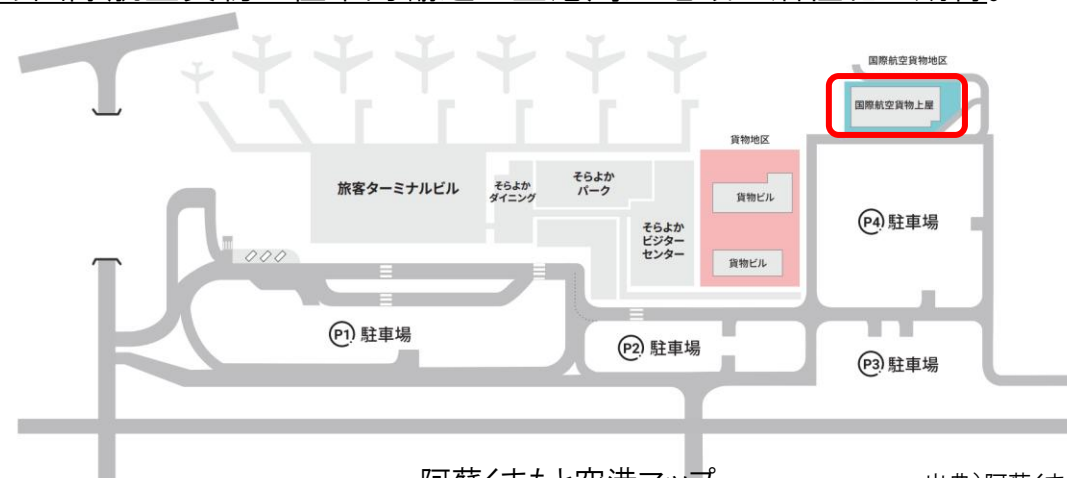 国際航空貨物地区
国際航空貨物上屋
貨物地区
旅客ターミナルビル
そらよか
ダイニング
そらよか
パーク
貨物ビル
P4 駐車場
そらよか
ビジター
センター
貨物ビル
P1 駐車場
P2 駐車場
P3 駐車場
阿蘇くまもと空港マップ